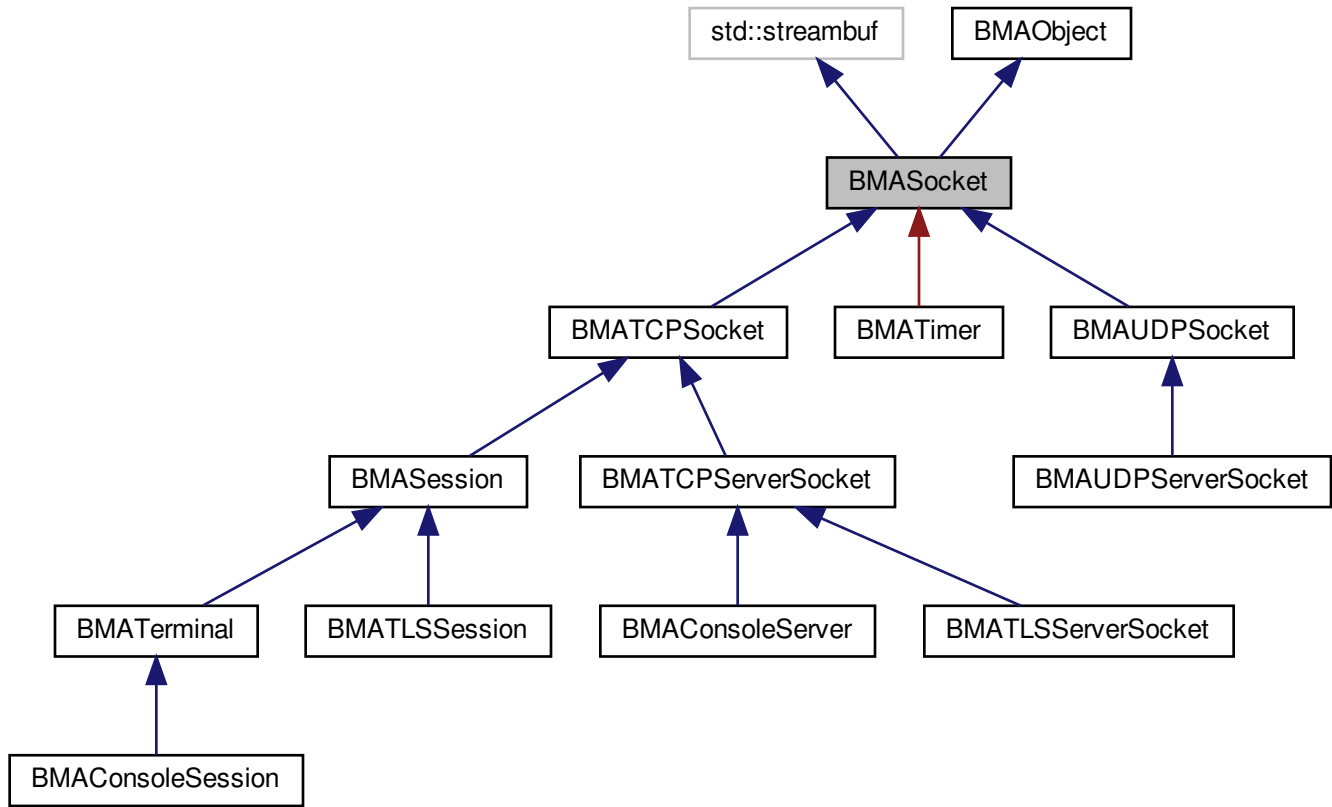 std::streambuf
BMAObject
BMASocket
BMATCPSocket
BMATimer
BMAUDPSocket
BMASession
BMATCPServerSocket
BMAUDPServerSocket
BMATerminal
BMATLSSession
BMAConsoleServer
BMATLSServerSocket
BMAConsoleSession